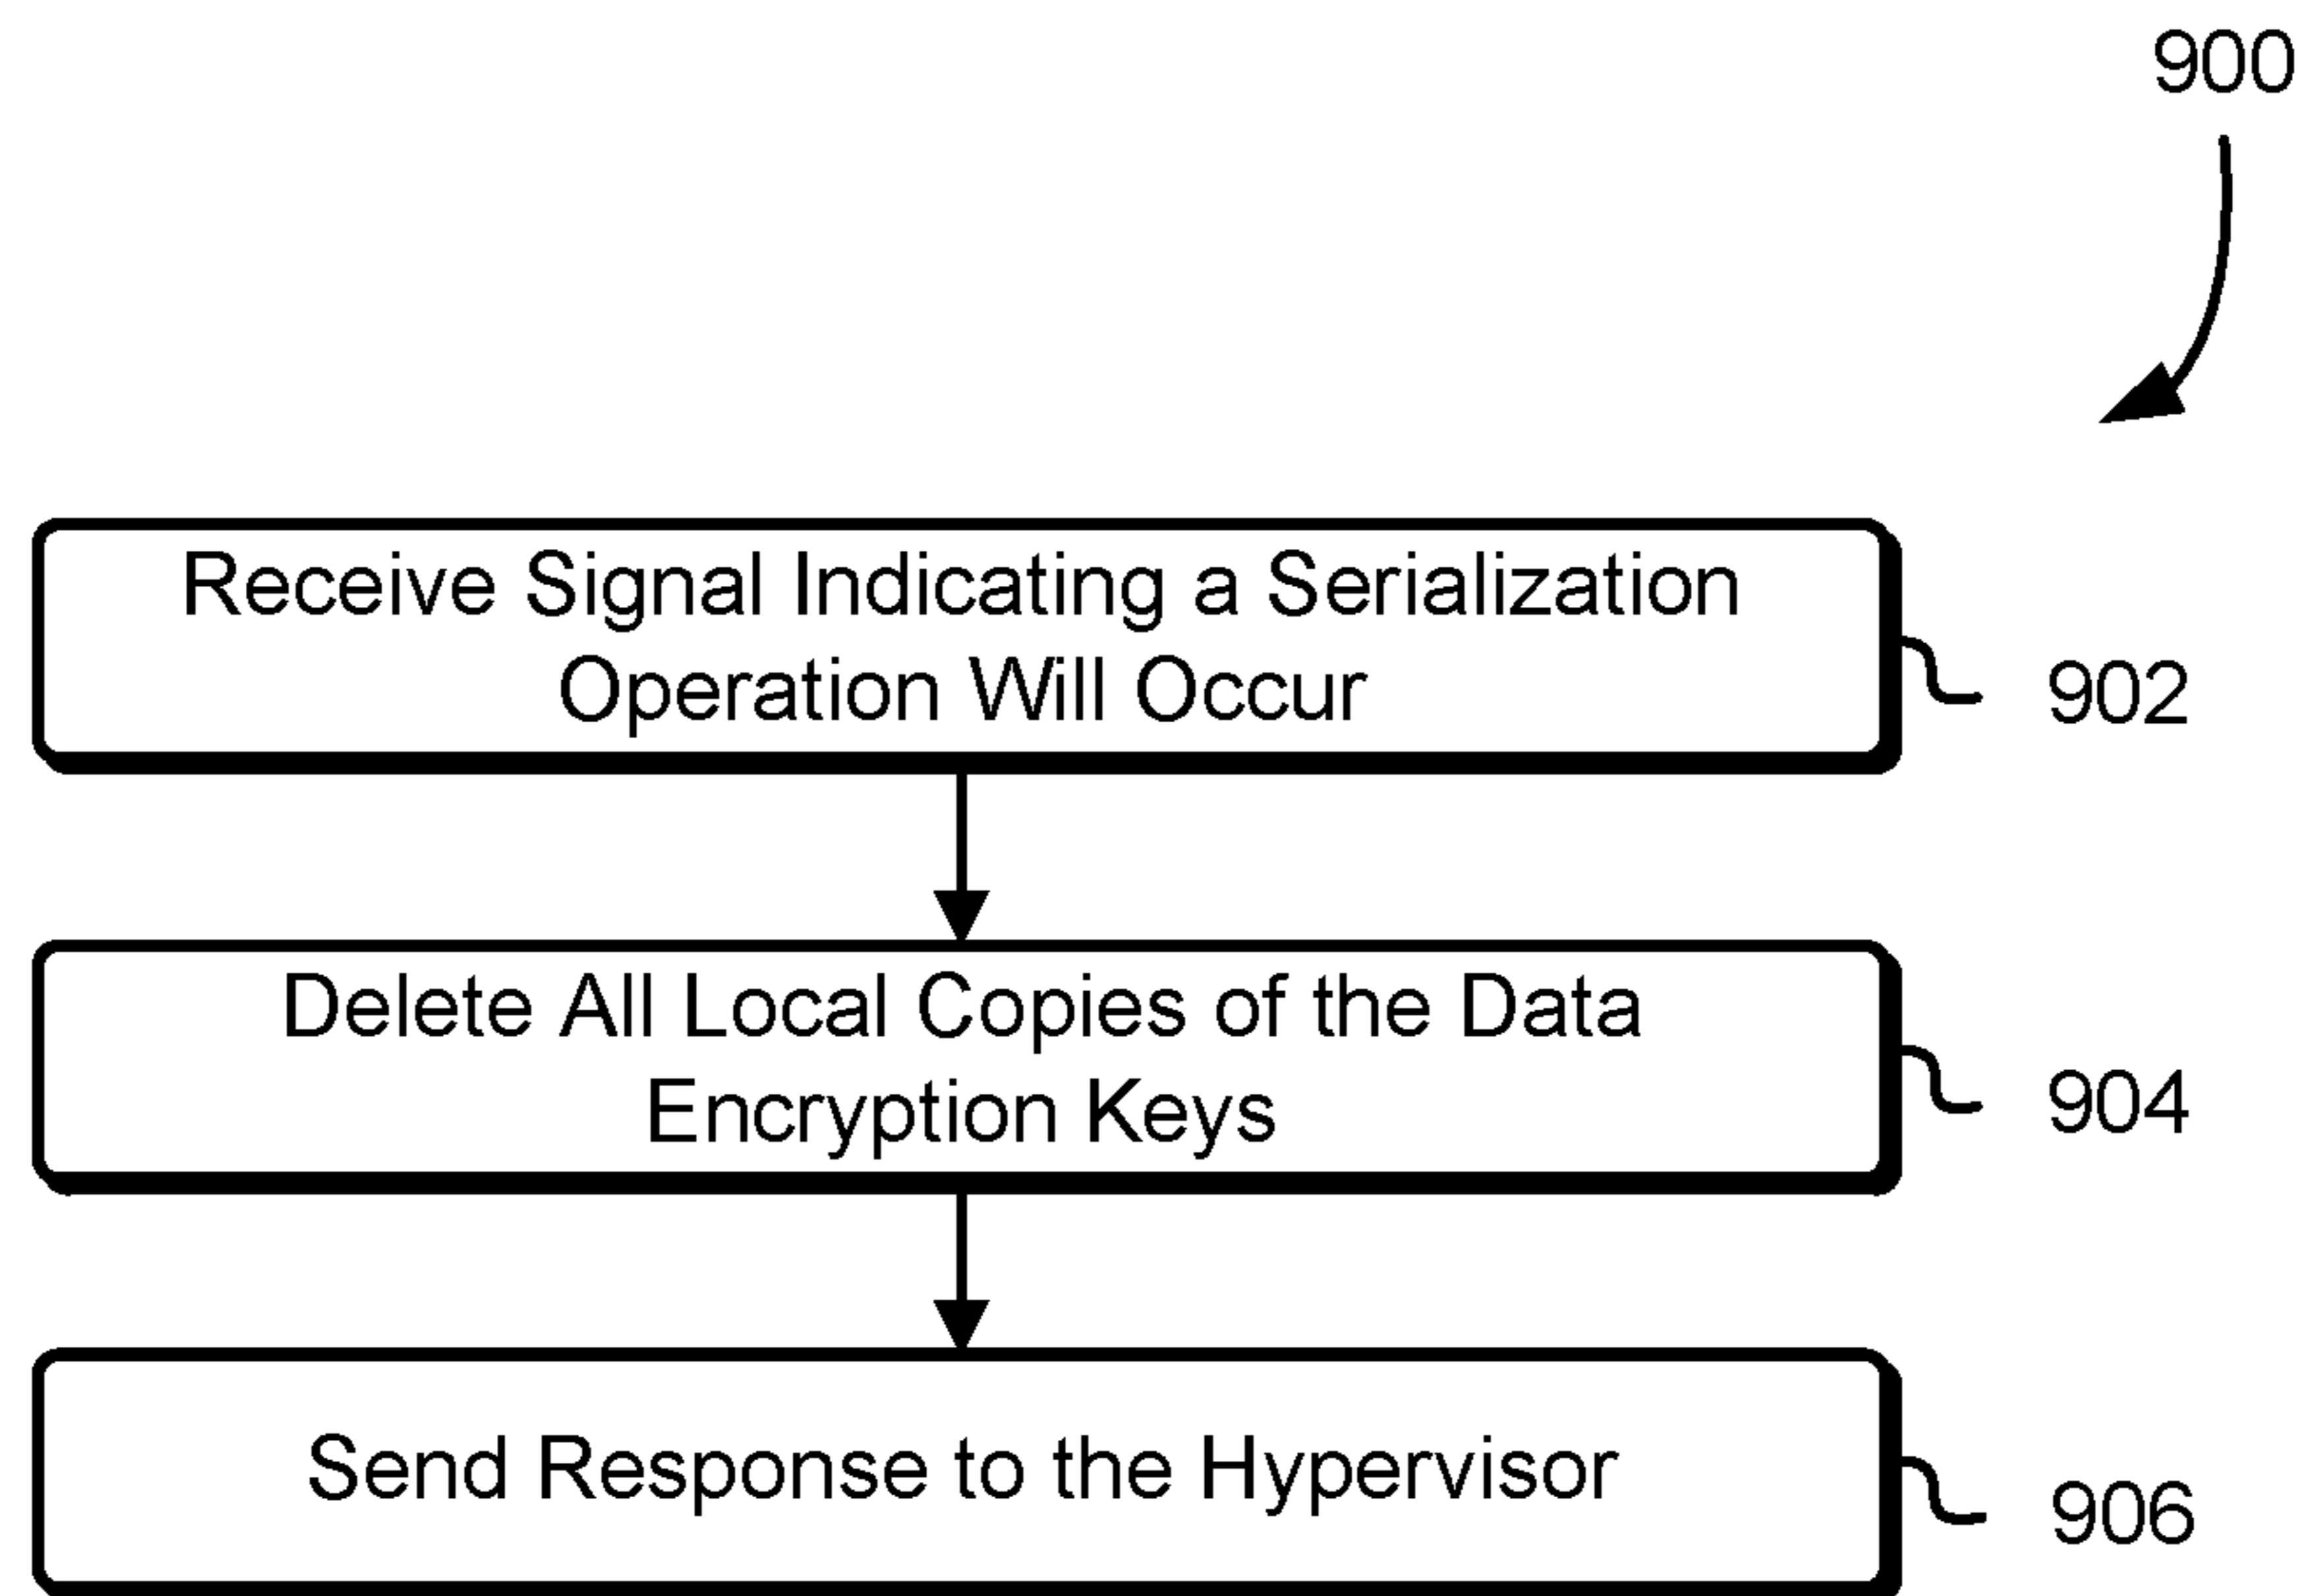 900
Receive Signal Indicating a Serialization
Operation Will Occur
902
Delete All Local Copies of the Data
Encryption Keys
904
Send Response to the Hypervisor
906